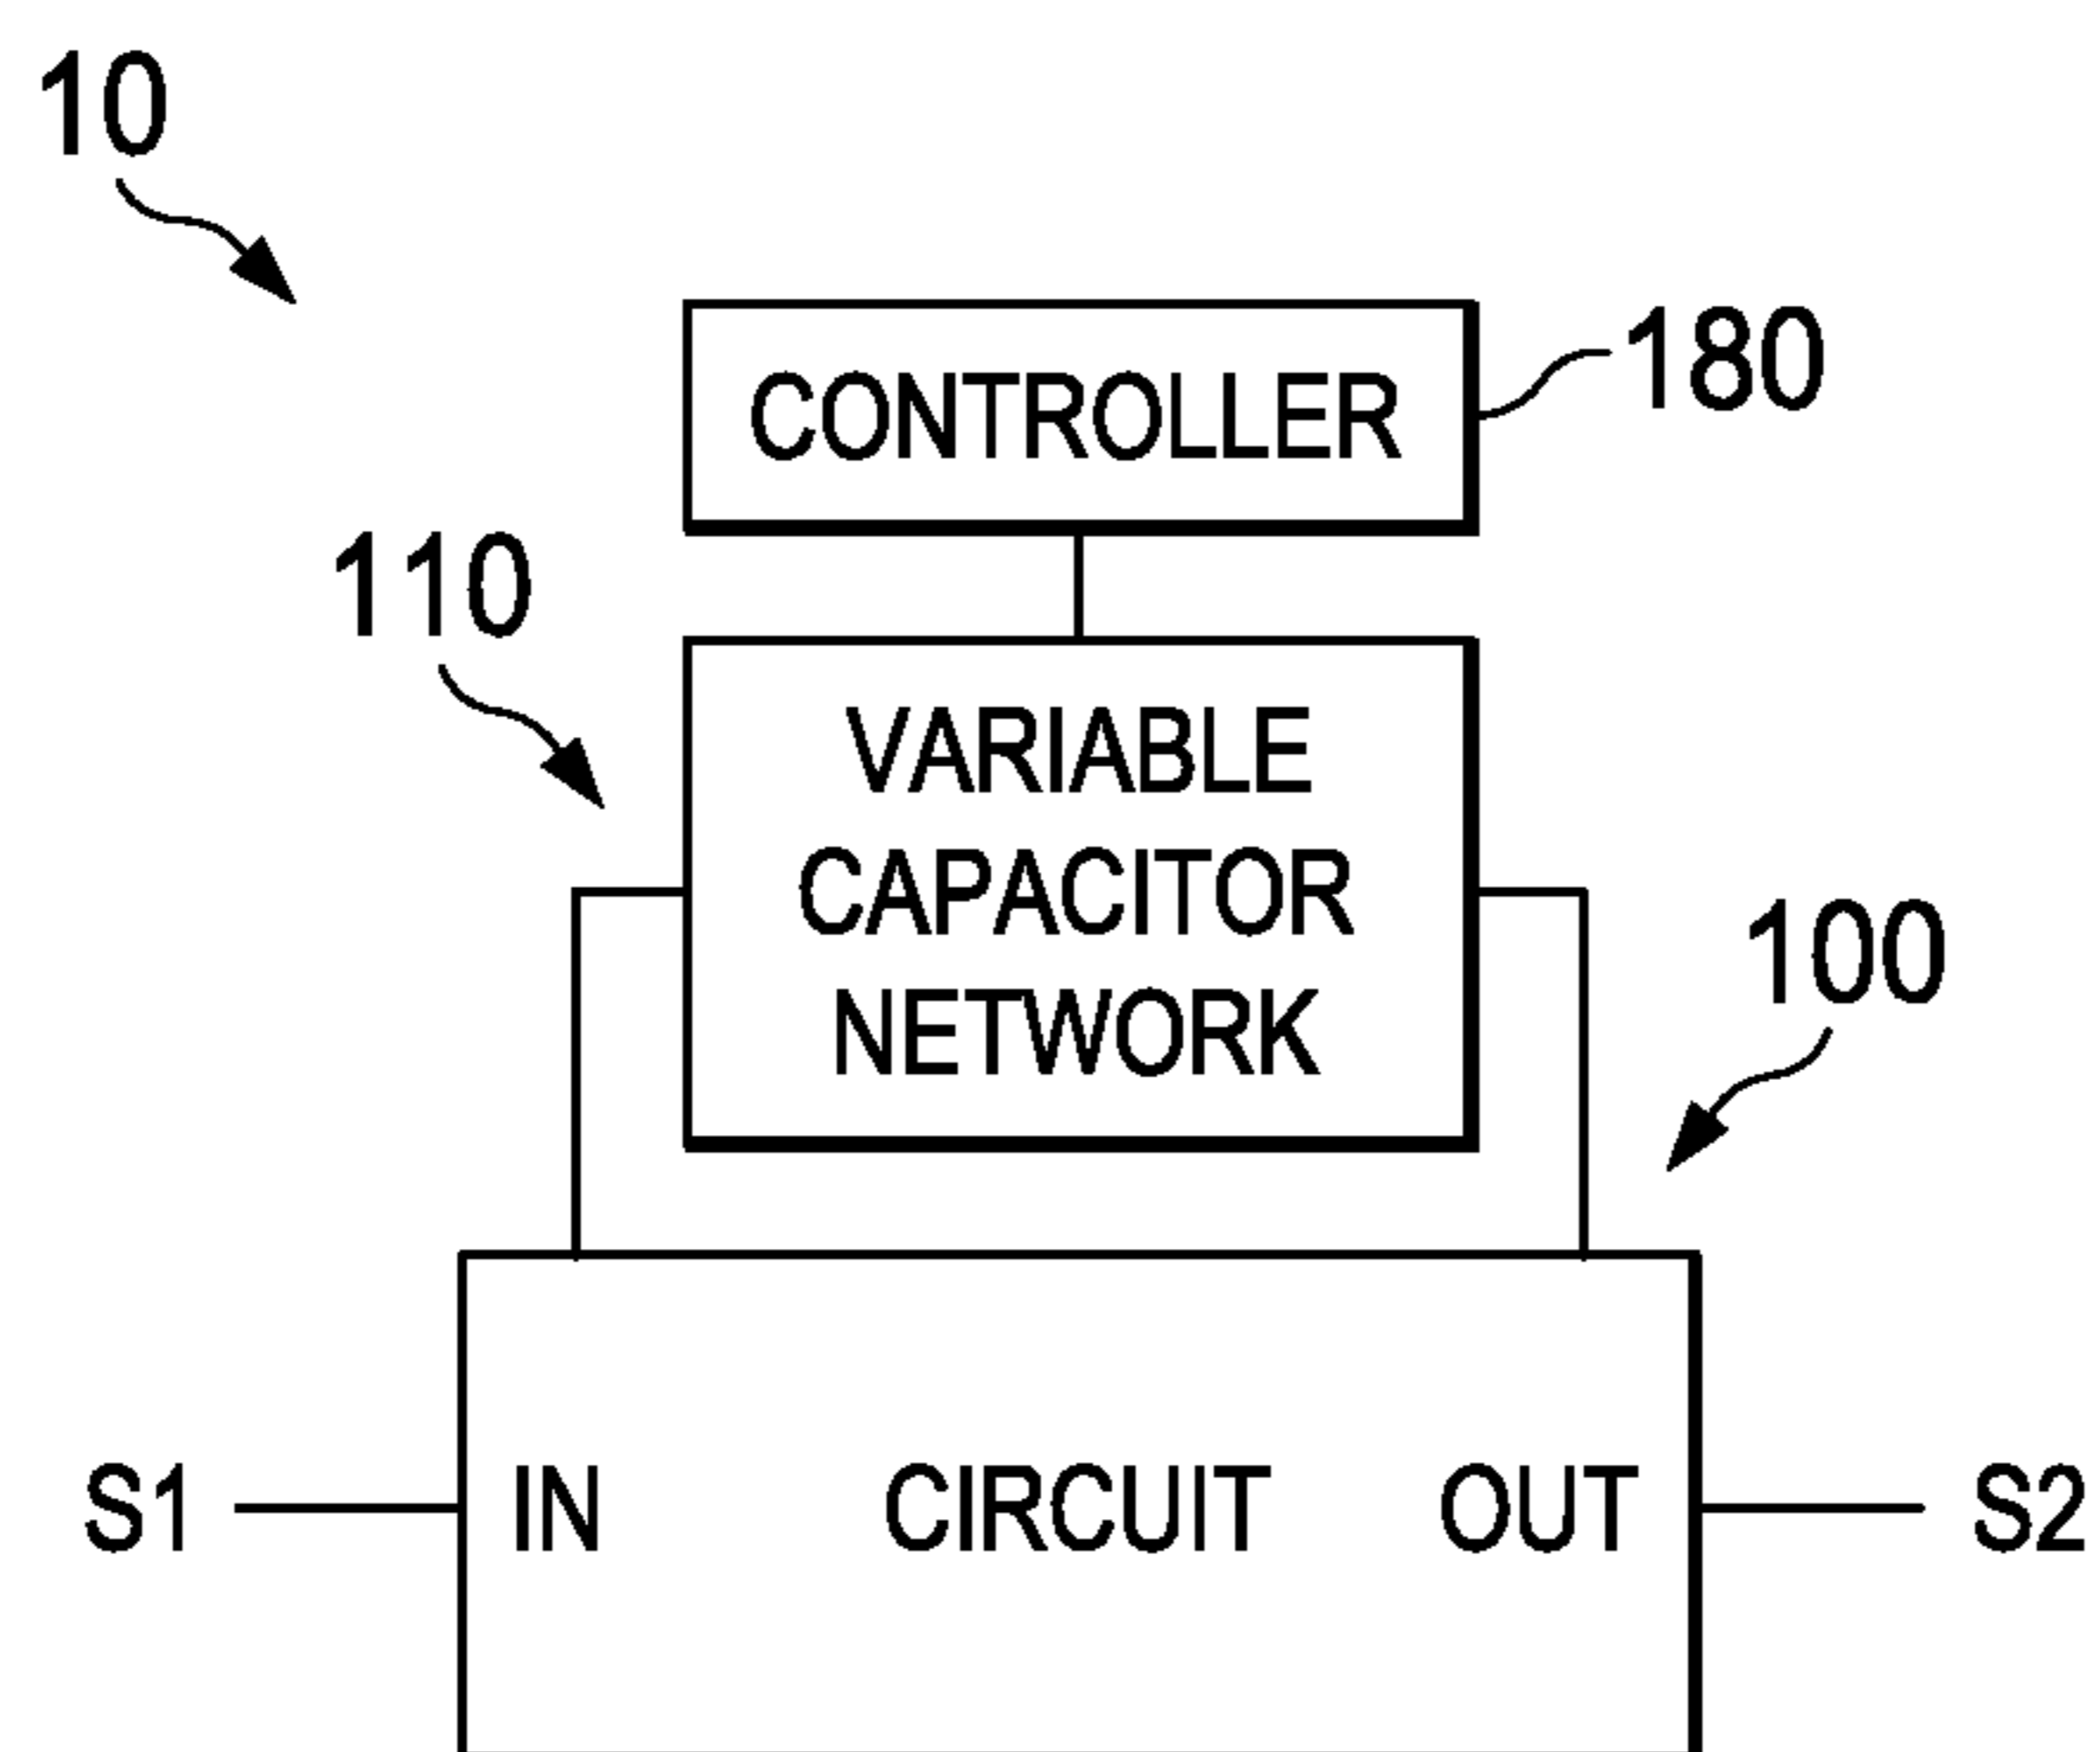 10
CONTROLLER
180
110
VARIABLE
CAPACITOR
NETWORK
100
S1
IN
CIRCUIT
OUT
S2